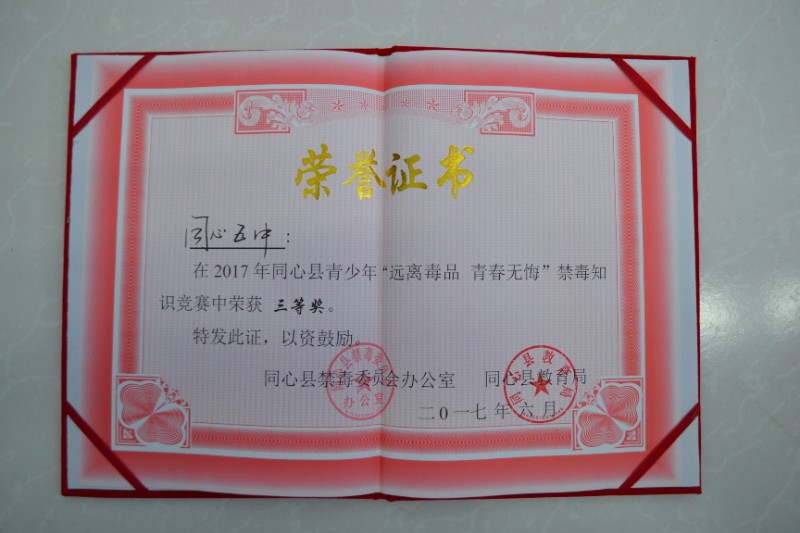 荣誉证书
同心五中：
在2017年同心县青少年“远离毒品 青春无悔”禁毒知
识竞赛中荣获 三等奖。
特发此证，以资鼓励。
同心县禁毒委员会办公室 同心县教育局
二0一七年六月